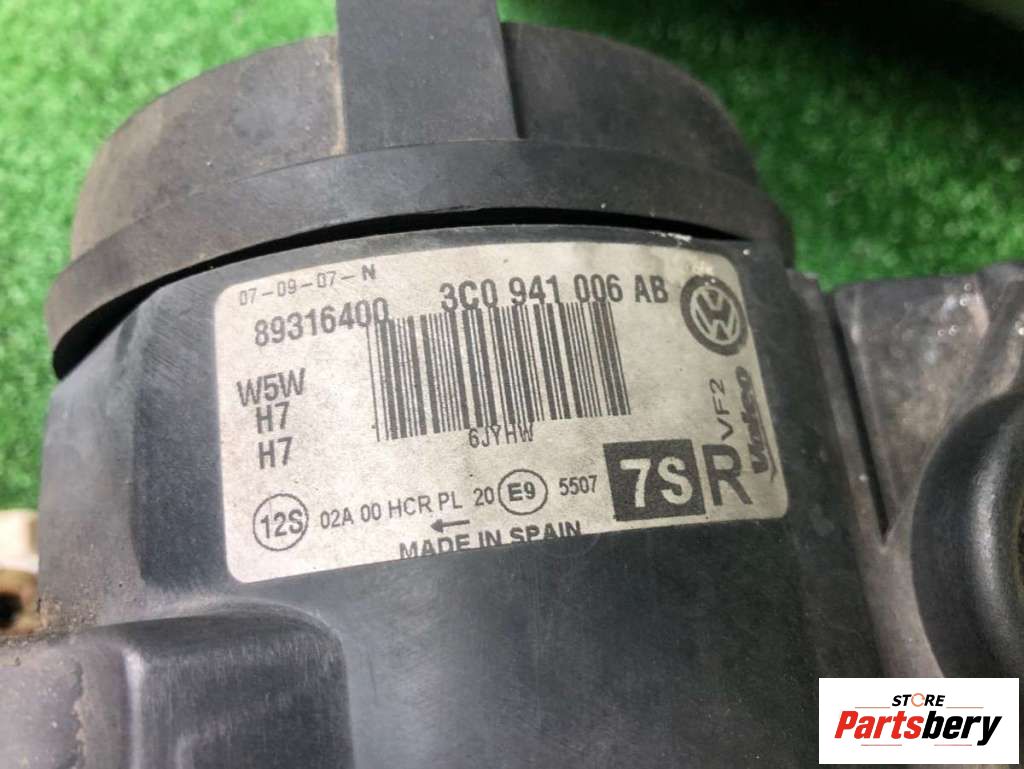 07-09-07-N
89316400 3C0 941 006 AB
W5W
H7
H7
6JYHW
VF2
Valeo
12S 02A 00 HCR PL 20 E9 5507 7S R
MADE IN SPAIN
STORE
Partsbery